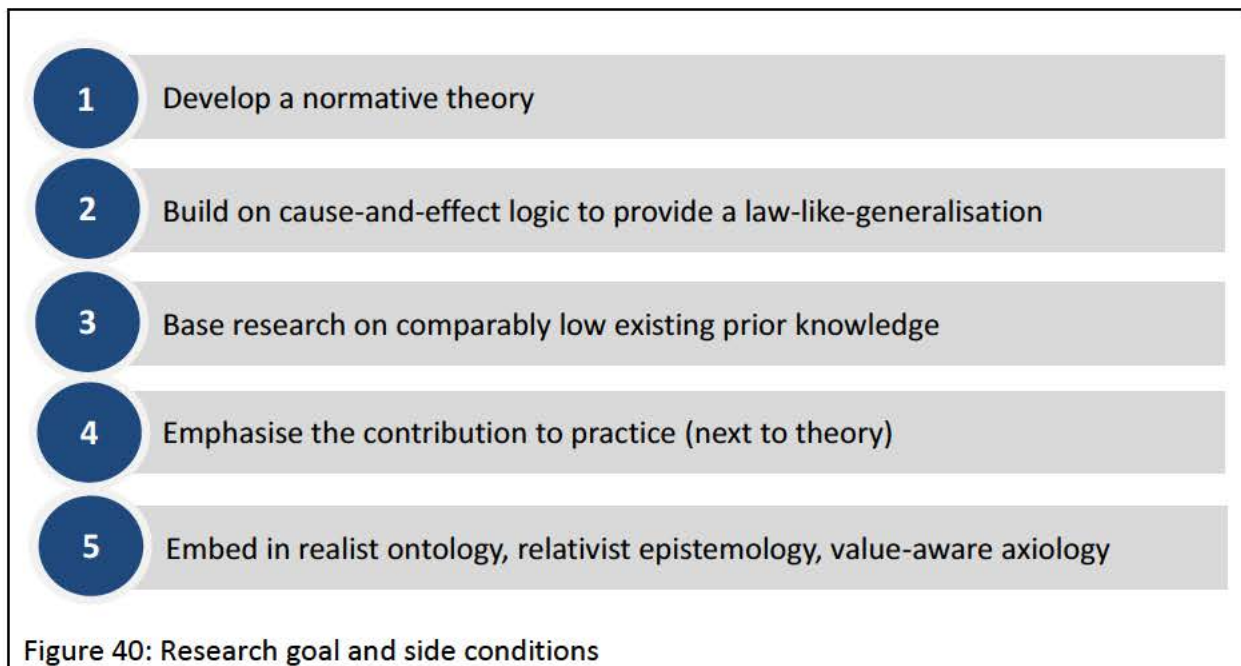 1 Develop a normative theory
2 Build on cause-and-effect logic to provide a law-like-generalisation
3 Base research on comparably low existing prior knowledge
4 Emphasise the contribution to practice (next to theory)
5 Embed in realist ontology, relativist epistemology, value-aware axiology
Figure 40: Research goal and side conditions